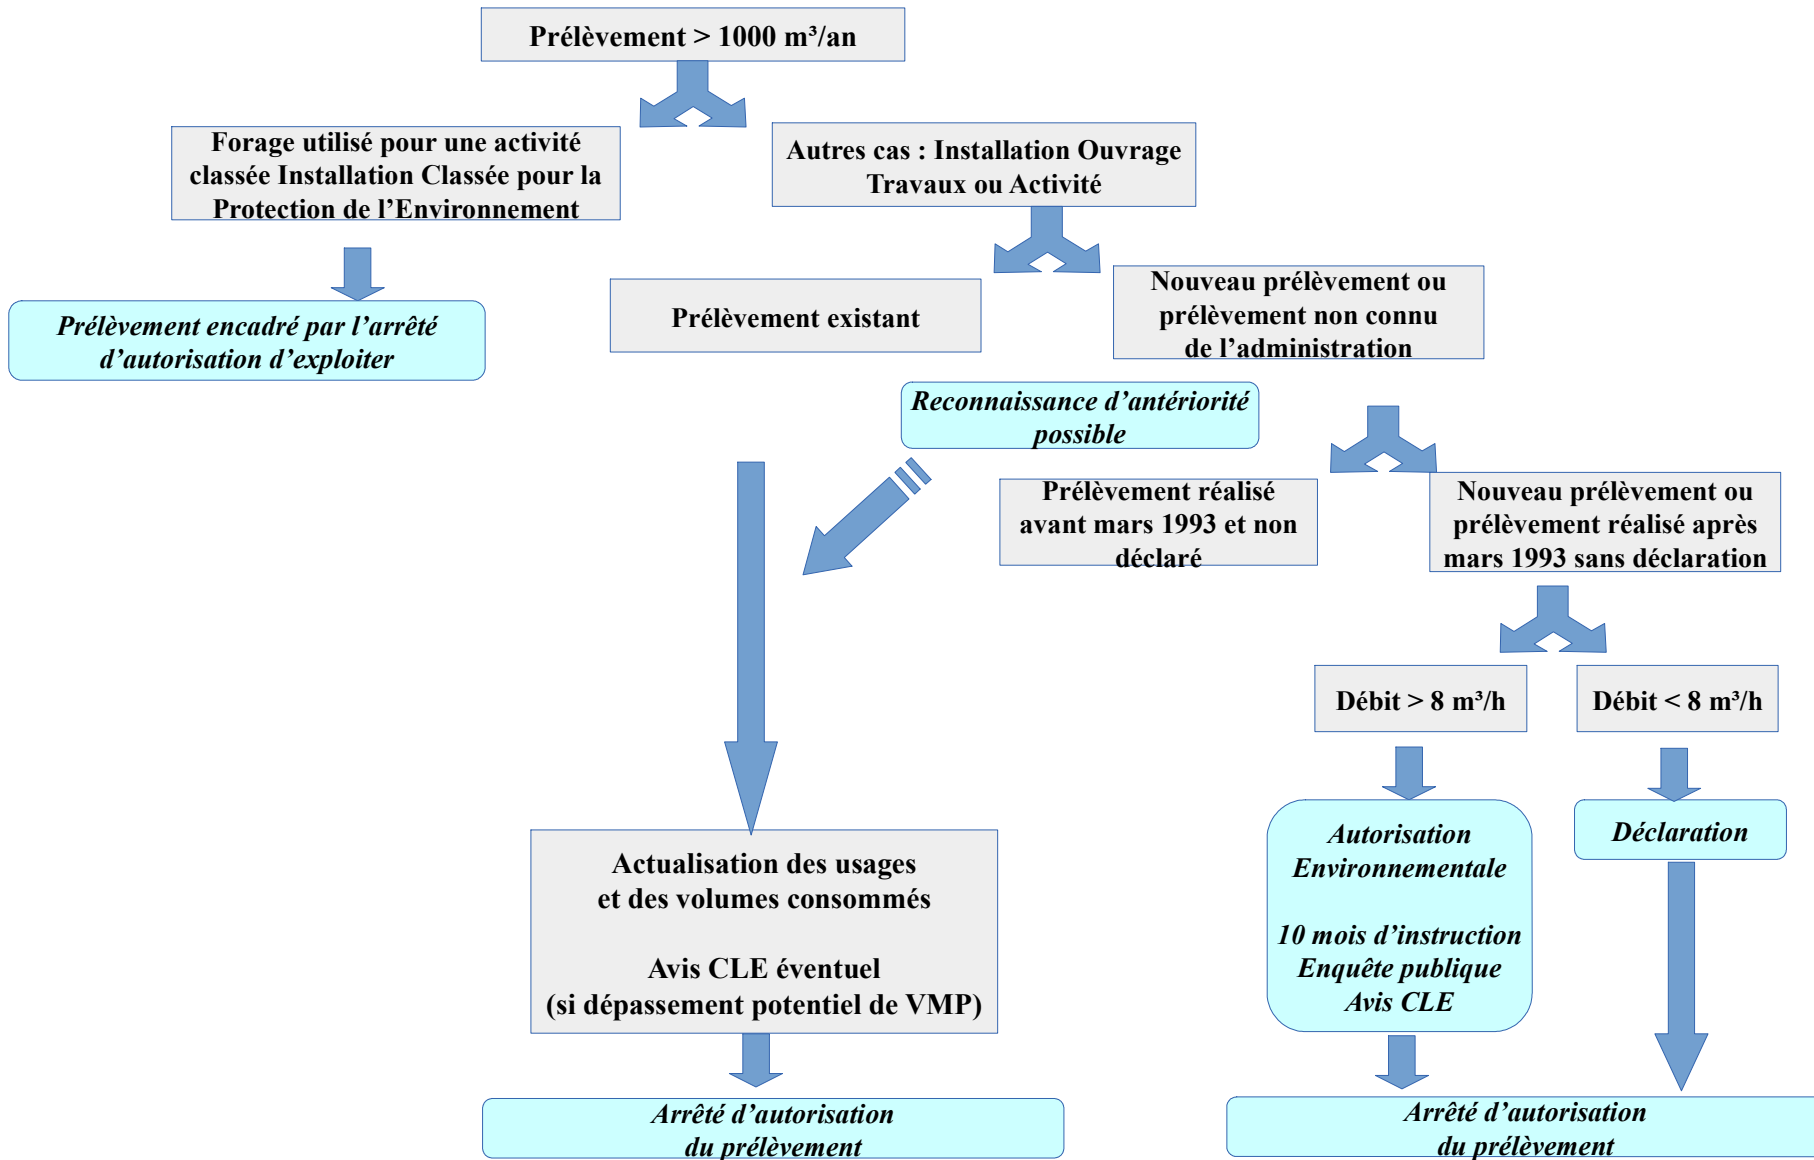 Prélèvement > 1000 m³/an
Forage utilisé pour une activité
classée Installation Classée pour la
Protection de l’Environnement
Autres cas : Installation Ouvrage
Travaux ou Activité
Prélèvement encadré par l’arrêté
d’autorisation d’exploiter
Prélèvement existant
Nouveau prélèvement ou
prélèvement non connu
de l’administration
Reconnaissance d’antériorité
possible
Prélèvement réalisé
avant mars 1993 et non
déclaré
Nouveau prélèvement ou
prélèvement réalisé après
mars 1993 sans déclaration
Débit > 8 m³/h
Débit < 8 m³/h
Autorisation
Environnementale
10 mois d’instruction
Enquête publique
Avis CLE
Déclaration
Actualisation des usages
et des volumes consommés
Avis CLE éventuel
(si dépassement potentiel de VMP)
Arrêté d’autorisation
du prélèvement
Arrêté d’autorisation
du prélèvement